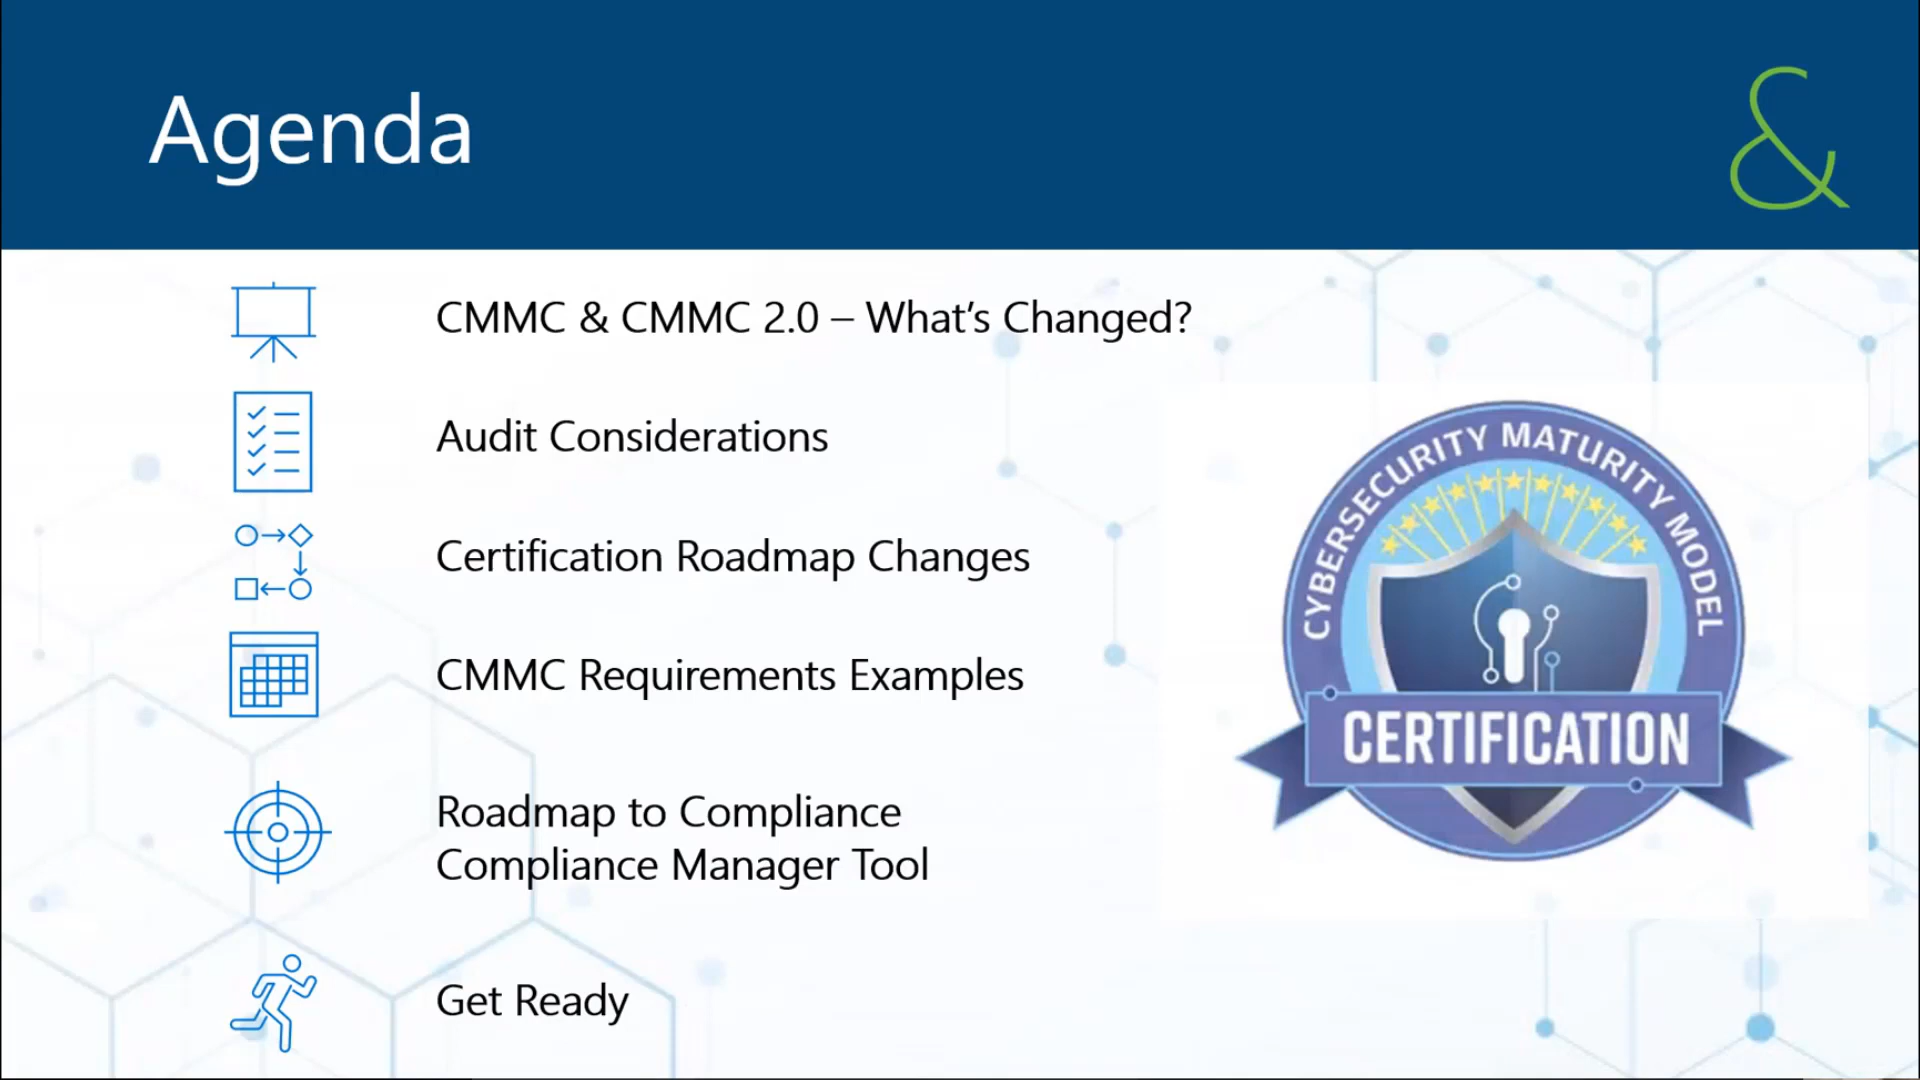 Agenda
&
CMMC & CMMC 2.0 – What's Changed?
Audit Considerations
Certification Roadmap Changes
CMMC Requirements Examples
Roadmap to Compliance
Compliance Manager Tool
Get Ready
CYBERSECURITY MATURITY MODEL
CERTIFICATION